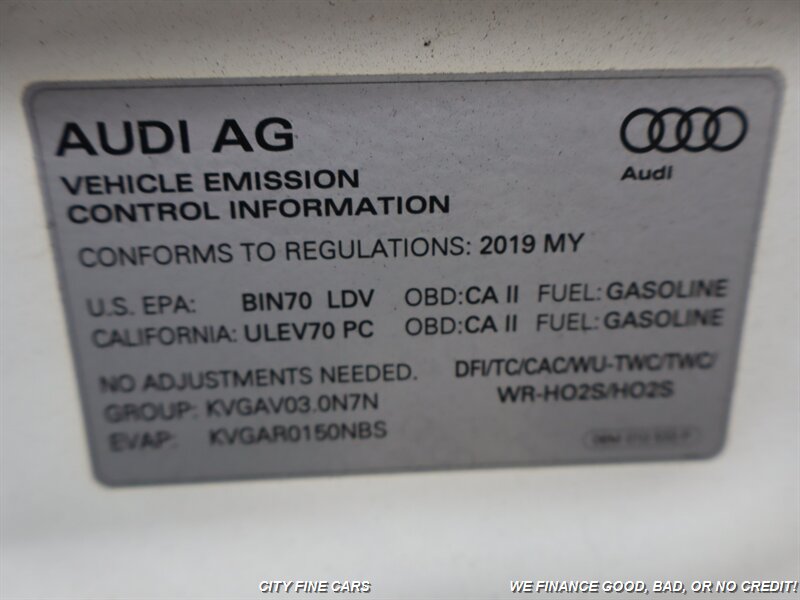 AUDI AG
Audi
VEHICLE EMISSION
CONTROL INFORMATION
CONFORMS TO REGULATIONS: 2019 MY
U.S. EPA: BIN70 LDV OBD:CA II FUEL: GASOLINE
CALIFORNIA: ULEV70 PC OBD:CA II FUEL: GASOLINE
NO ADJUSTMENTS NEEDED. DFI/TC/CAC/WU-TWC/TWC/
WR-HO2S/HO2S
GROUP: KVGAV03.0N7N
EVAP: KVGAR0150NBS
CITY FINE CARS WE FINANCE GOOD, BAD, OR NO CREDIT!